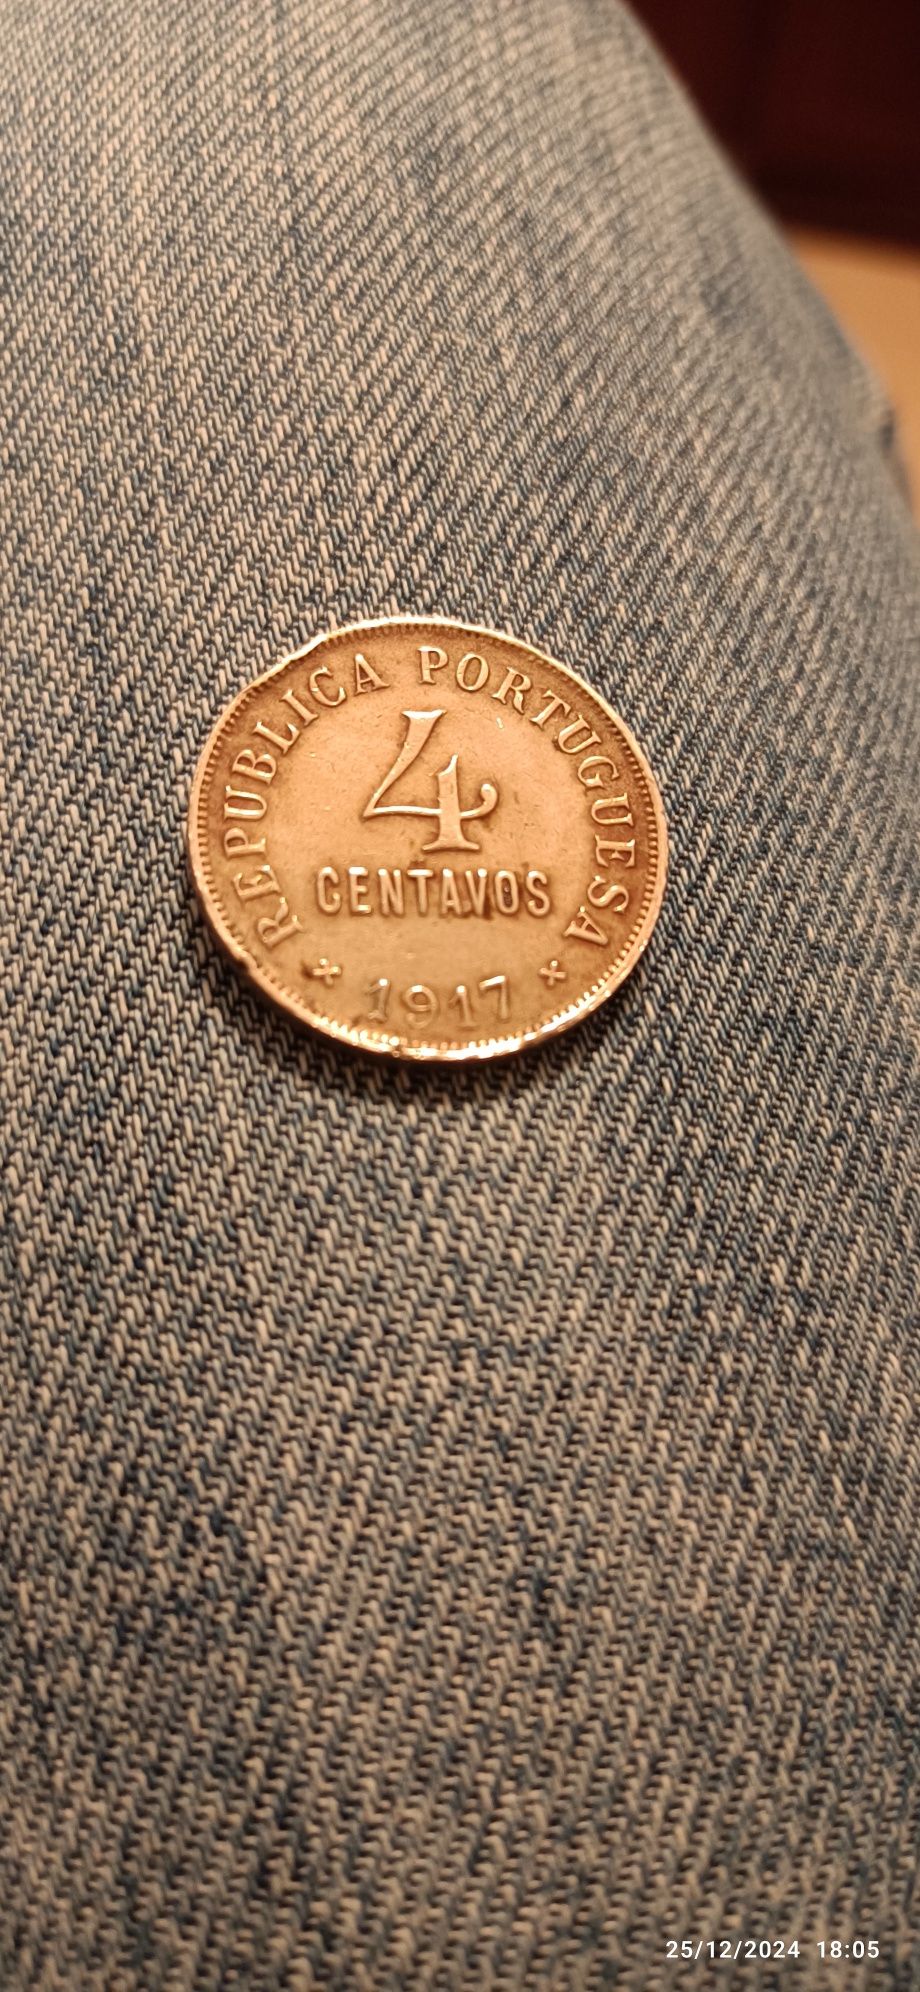 REPUBLICA PORTUGUESA
4
CENTAVOS
* 1917 *
25/12/2024 18:05